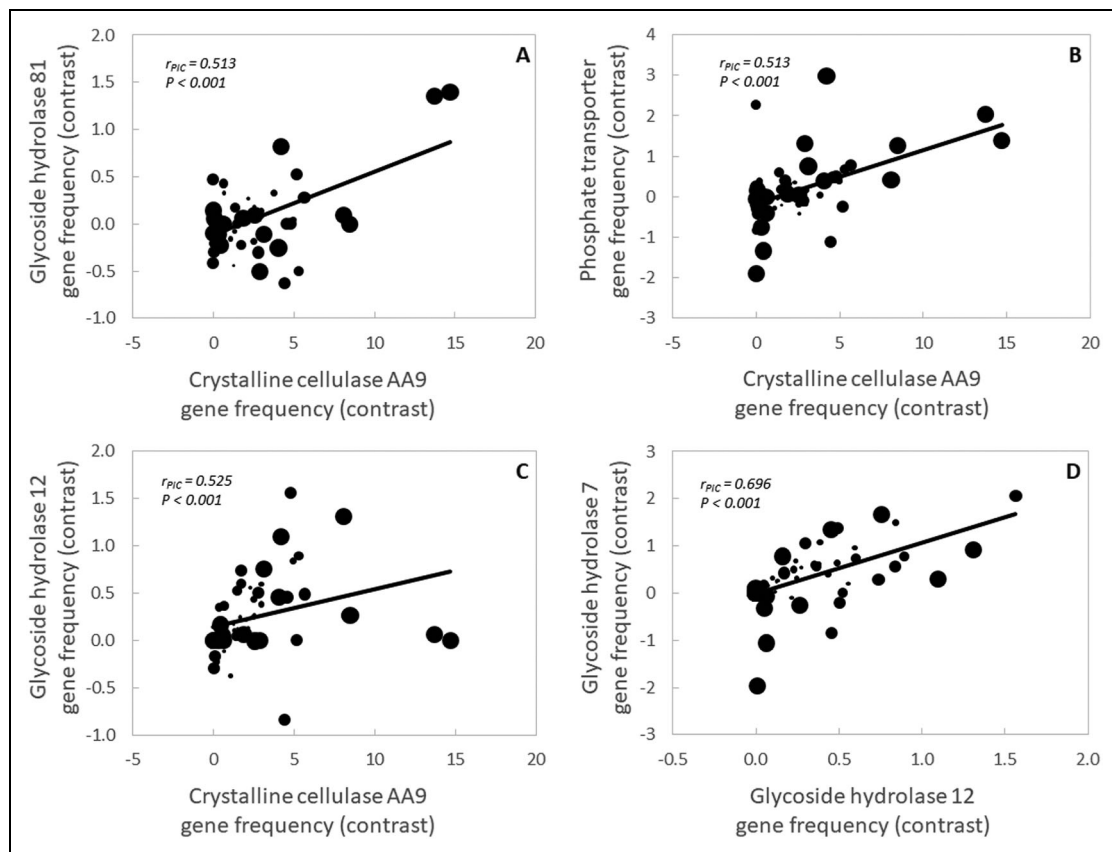 A
r_PIC = 0.513
P < 0.001
Glycoside hydrolase 81
gene frequency (contrast)
2.0
1.5
1.0
0.5
0.0
-0.5
-1.0
-5 0 5 10 15 20
Crystalline cellulase AA9
gene frequency (contrast)
B
r_PIC = 0.513
P < 0.001
Phosphate transporter
gene frequency (contrast)
4
3
2
1
0
-1
-2
-3
-5 0 5 10 15 20
Crystalline cellulase AA9
gene frequency (contrast)
C
r_PIC = 0.525
P < 0.001
Glycoside hydrolase 12
gene frequency (contrast)
2.0
1.5
1.0
0.5
0.0
-0.5
-1.0
-5 0 5 10 15 20
Crystalline cellulase AA9
gene frequency (contrast)
D
r_PIC = 0.696
P < 0.001
Glycoside hydrolase 7
gene frequency (contrast)
3
2
1
0
-1
-2
3
-0.5 0.0 0.5 1.0 1.5 2.0
Glycoside hydrolase 12
gene frequency (contrast)